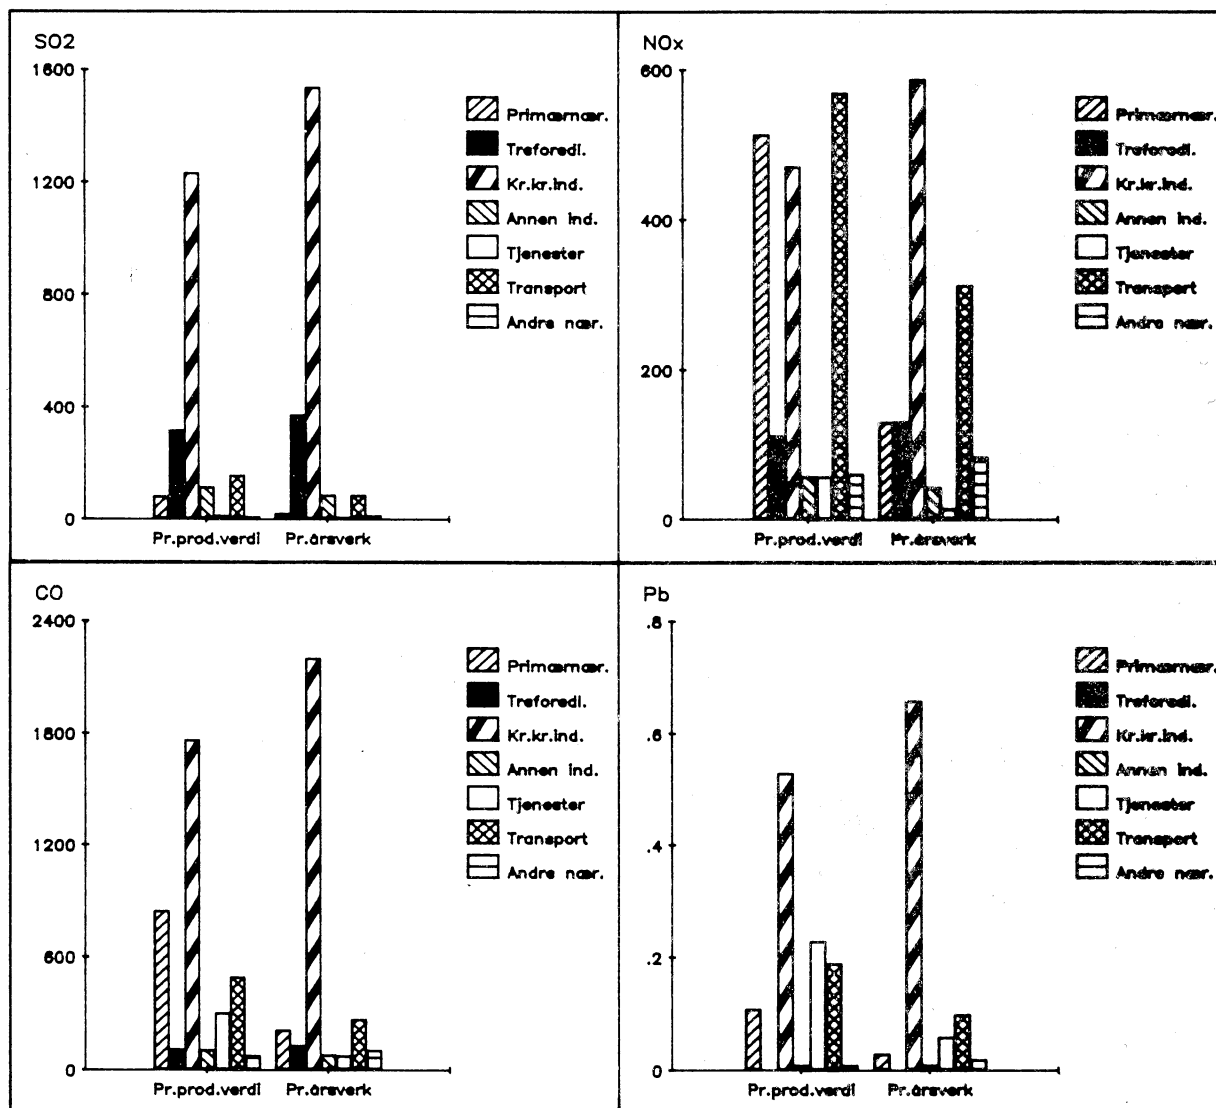 SO2
1600
1200
800
400
0
Pr.prod.verdi Pr.årsverk
Primærnær.
Treforedl.
Kr.kr.ind.
Annen ind.
Tjenester
Transport
Andre nær.
NOx
600
400
200
0
Pr.prod.verdi Pr.årsverk
Primærnær.
Treforedl.
Kr.kr.ind.
Annen ind.
Tjenester
Transport
Andre nær.
CO
2400
1800
1200
600
0
Pr.prod.verdi Pr.årsverk
Primærnær.
Treforedl.
Kr.kr.ind.
Annen ind.
Tjenester
Transport
Andre nær.
Pb
.8
.6
.4
.2
0
Pr.prod.verdi Pr.årsverk
Primærnær.
Treforedl.
Kr.kr.ind.
Annen ind.
Tjenester
Transport
Andre nær.